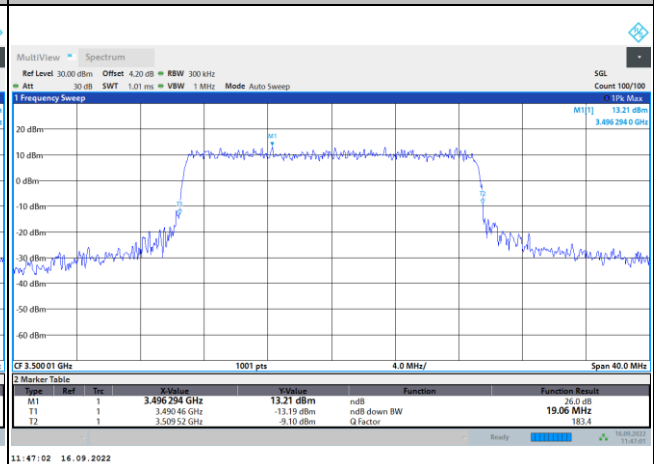 MultiView Spectrum
Ref Level 30.00 dBm Offset 4.20 dB RBW 300 kHz SGL
Att 30 dB SWT 1.01 ms VBW 1 MHz Mode Auto Sweep Count 100/100
1 Frequency Sweep 1Pk Max
M1[1] 13.21 dBm
3.496 294 0 GHz
M1
20 dBm
10 dBm
0 dBm
T1
T2
-10 dBm
-20 dBm
-30 dBm
-40 dBm
-50 dBm
-60 dBm
CF 3.500 01 GHz 1001 pts 4.0 MHz/ Span 40.0 MHz
2 Marker Table
Type Ref Trc X-Value Y-Value Function Function Result
M1 1 3.496 294 GHz 13.21 dBm ndB 26.0 dB
T1 1 3.490 46 GHz -13.19 dBm ndB down BW 19.06 MHz
T2 1 3.509 52 GHz -9.10 dBm Q Factor 183.4
Ready 16.09.2022
11:47:01
11:47:02 16.09.2022